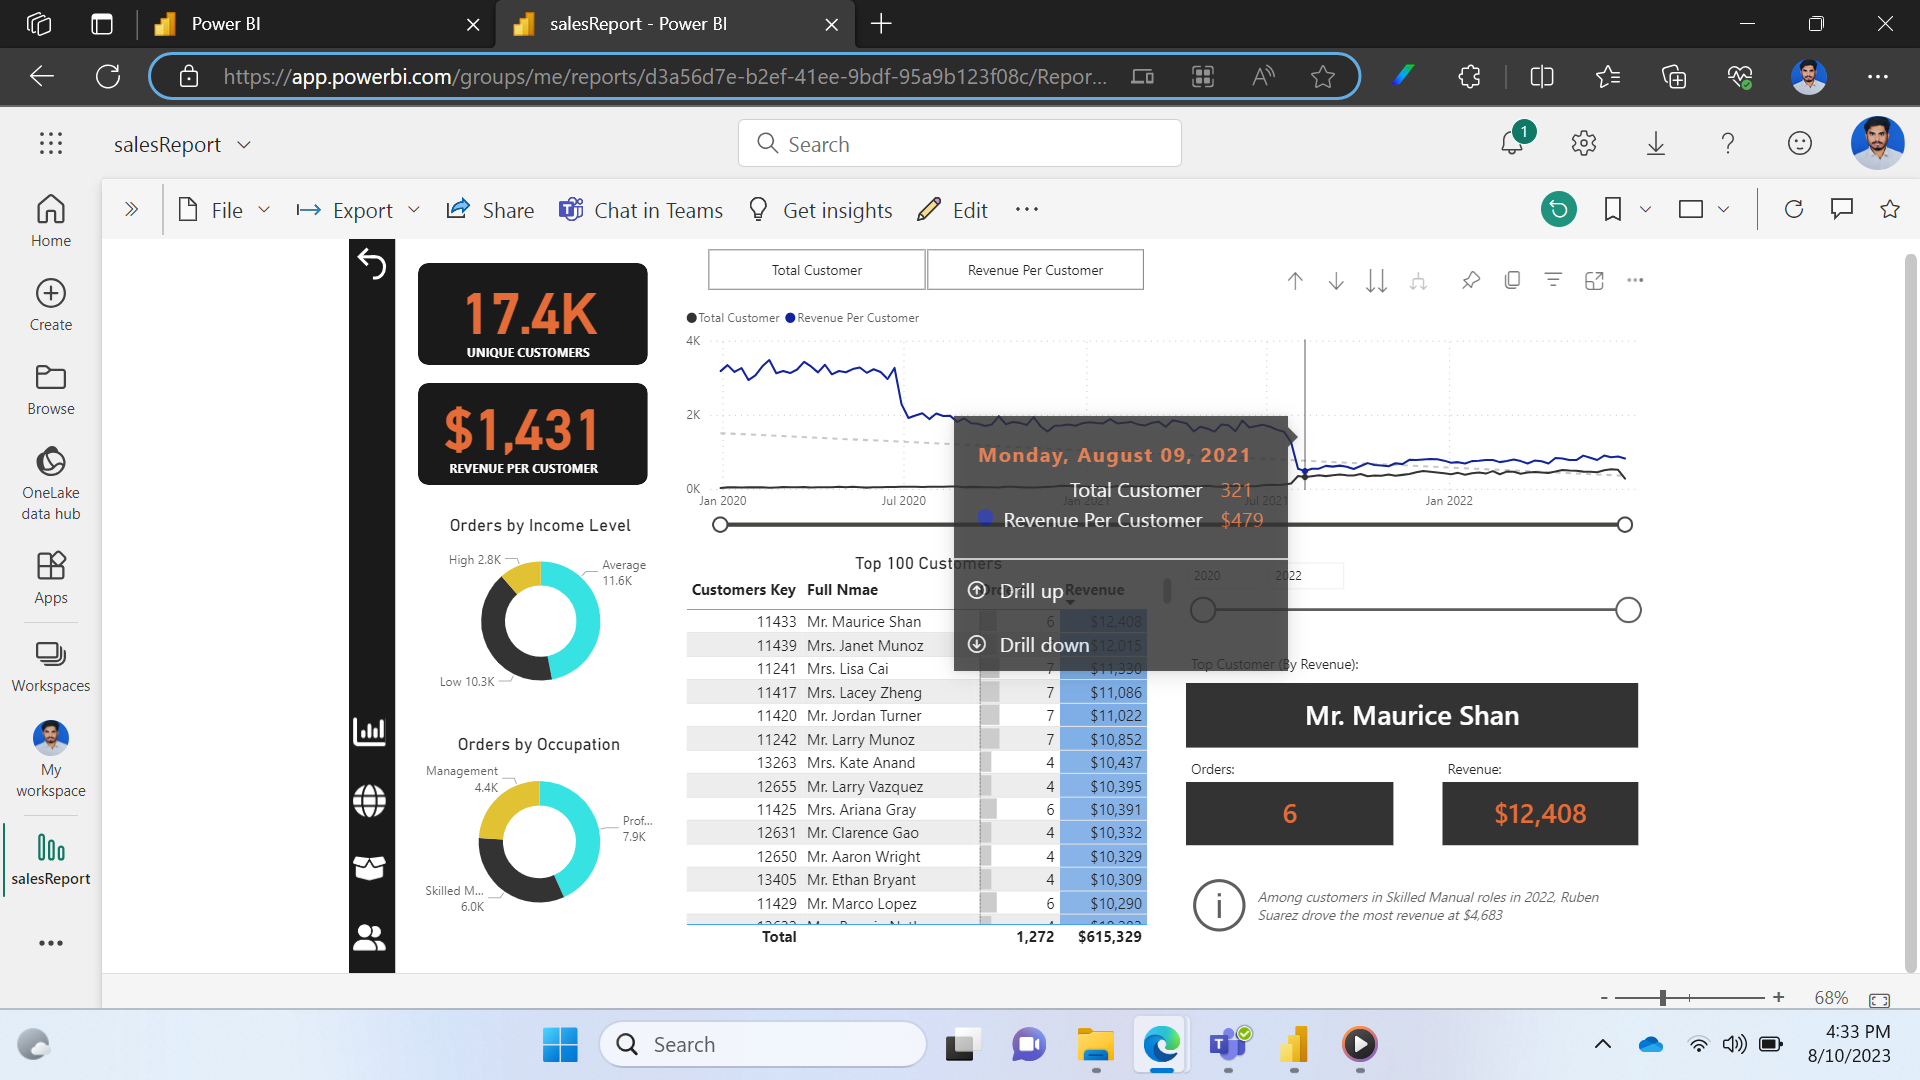 Power BI
salesReport - Power BI
https://app.powerbi.com/groups/me/reports/d3a56d7e-b2ef-41ee-9bdf-95a9b123f08c/Repor...
salesReport
Search
1
File
Export
Share
Chat in Teams
Get insights
Edit
Home
Create
Browse
OneLake
data hub
Apps
Workspaces
My
workspace
salesReport
17.4K
UNIQUE CUSTOMERS
$1,431
REVENUE PER CUSTOMER
Total Customer
Revenue Per Customer
Total Customer
Revenue Per Customer
4K
2K
0K
Jan 2020
Jul 2020
Jan 2021
Jul 2021
Jan 2022
Monday, August 09, 2021
Total Customer 321
Revenue Per Customer $479
Drill up
Drill down
Orders by Income Level
High 2.8K
Average
11.6K
Low 10.3K
Orders by Occupation
Management
4.4K
Prof...
7.9K
Skilled M...
6.0K
Top 100 Customers
Customers Key Full Nmae Revenue
11433 Mr. Maurice Shan 6 $12,408
11439 Mrs. Janet Munoz $12,015
11241 Mrs. Lisa Cai 7 $11,330
11417 Mrs. Lacey Zheng 7 $11,086
11420 Mr. Jordan Turner 7 $11,022
11242 Mr. Larry Munoz 7 $10,852
13263 Mrs. Kate Anand 4 $10,437
12655 Mr. Larry Vazquez 4 $10,395
11425 Mrs. Ariana Gray 6 $10,391
12631 Mr. Clarence Gao 4 $10,332
12650 Mr. Aaron Wright 4 $10,329
13405 Mr. Ethan Bryant 4 $10,309
11429 Mr. Marco Lopez 6 $10,290
Total 1,272 $615,329
2020
2022
Top Customer (By Revenue):
Mr. Maurice Shan
Orders:
6
Revenue:
$12,408
Among customers in Skilled Manual roles in 2022, Ruben
Suarez drove the most revenue at $4,683
68%
Search
4:33 PM
8/10/2023